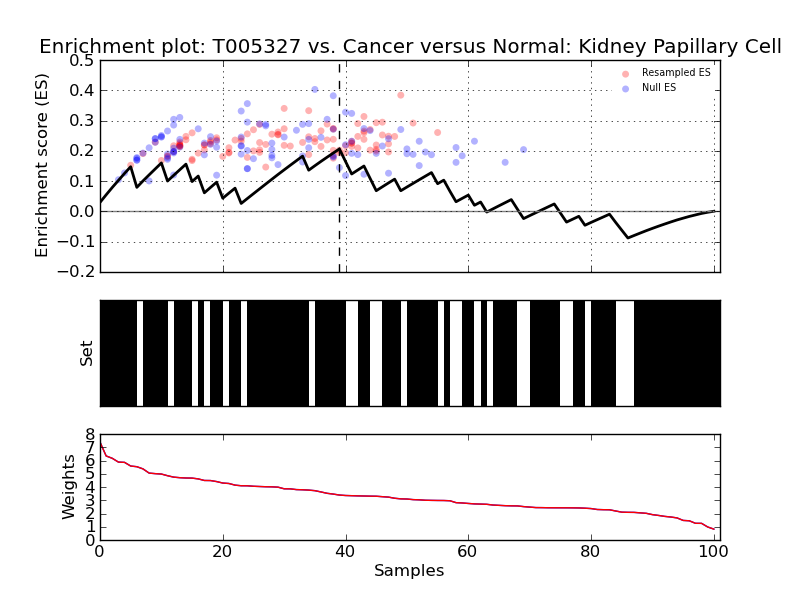 Enrichment plot: T005327 vs. Cancer versus Normal: Kidney Papillary Cell
Enrichment score (ES)
0.5
0.4
0.3
0.2
0.1
0.0
−0.1
−0.2
Resampled ES
Null ES
Set
Weights
8
7
6
5
4
3
2
1
0
0 20 40 60 80 100
Samples